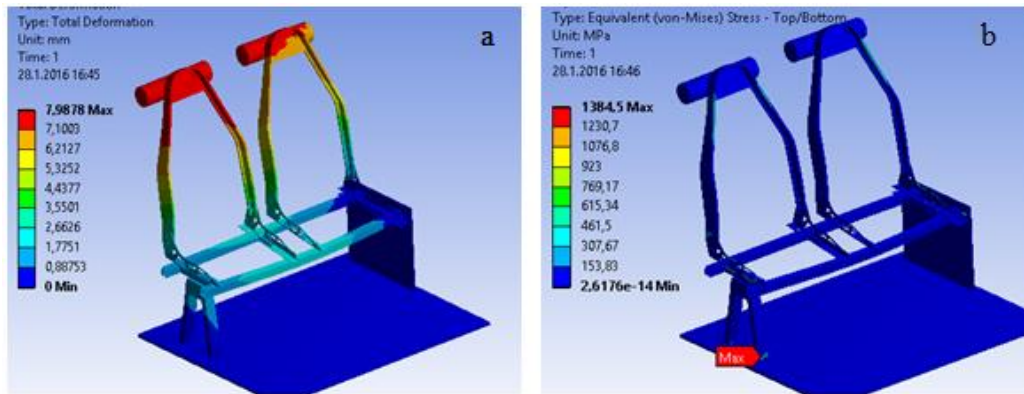 Total Deformation
Type: Total Deformation
Unit: mm
Time: 1
28.1.2016 16:45
a
7,9878 Max
7,1003
6,2127
5,3252
4,4377
3,5501
2,6626
1,7751
0,88753
0 Min
Type: Equivalent (von-Mises) Stress - Top/Bottom
Unit: MPa
Time: 1
28.1.2016 16:46
b
1384,5 Max
1230,7
1076,8
923
769,17
615,34
461,5
307,67
153,83
2,6176e-14 Min
Max